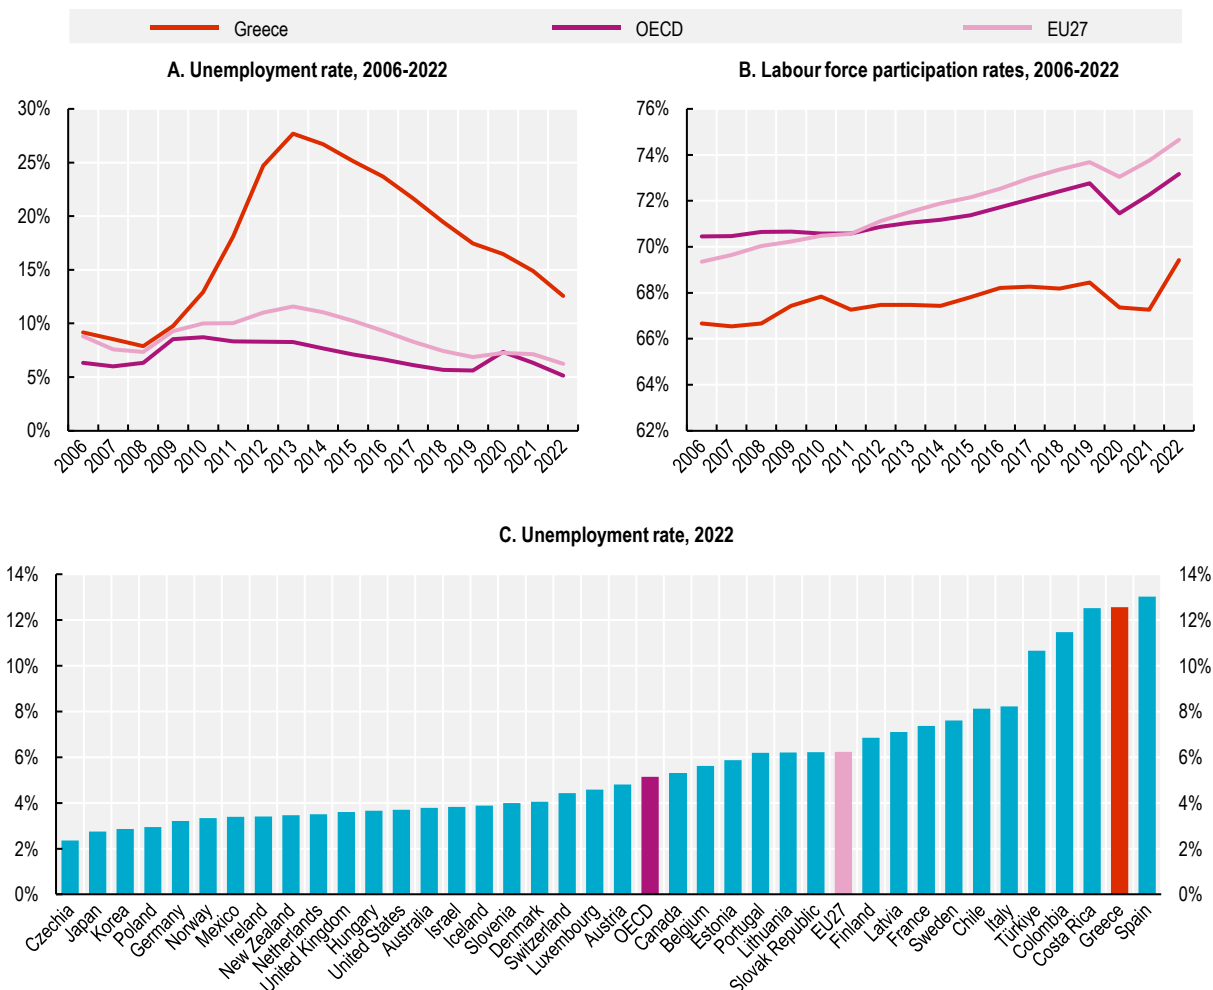 Greece OECD EU27
A. Unemployment rate, 2006-2022
30%
25%
20%
15%
10%
5%
0%
2006 2007 2008 2009 2010 2011 2012 2013 2014 2015 2016 2017 2018 2019 2020 2021 2022
B. Labour force participation rates, 2006-2022
76%
74%
72%
70%
68%
66%
64%
62%
2006 2007 2008 2009 2010 2011 2012 2013 2014 2015 2016 2017 2018 2019 2020 2021 2022
C. Unemployment rate, 2022
14% 14%
12% 12%
10% 10%
8% 8%
6% 6%
4% 4%
2% 2%
0% 0%
Czechia
Japan
Korea
Poland
Germany
Norway
Mexico
Ireland
New Zealand
Netherlands
United Kingdom
Hungary
United States
Australia
Israel
Iceland
Slovenia
Denmark
Switzerland
Luxembourg
Austria
OECD
Canada
Belgium
Estonia
Portugal
Lithuania
Slovak Republic
EU27
Finland
Latvia
France
Sweden
Chile
Italy
Türkiye
Colombia
Costa Rica
Greece
Spain